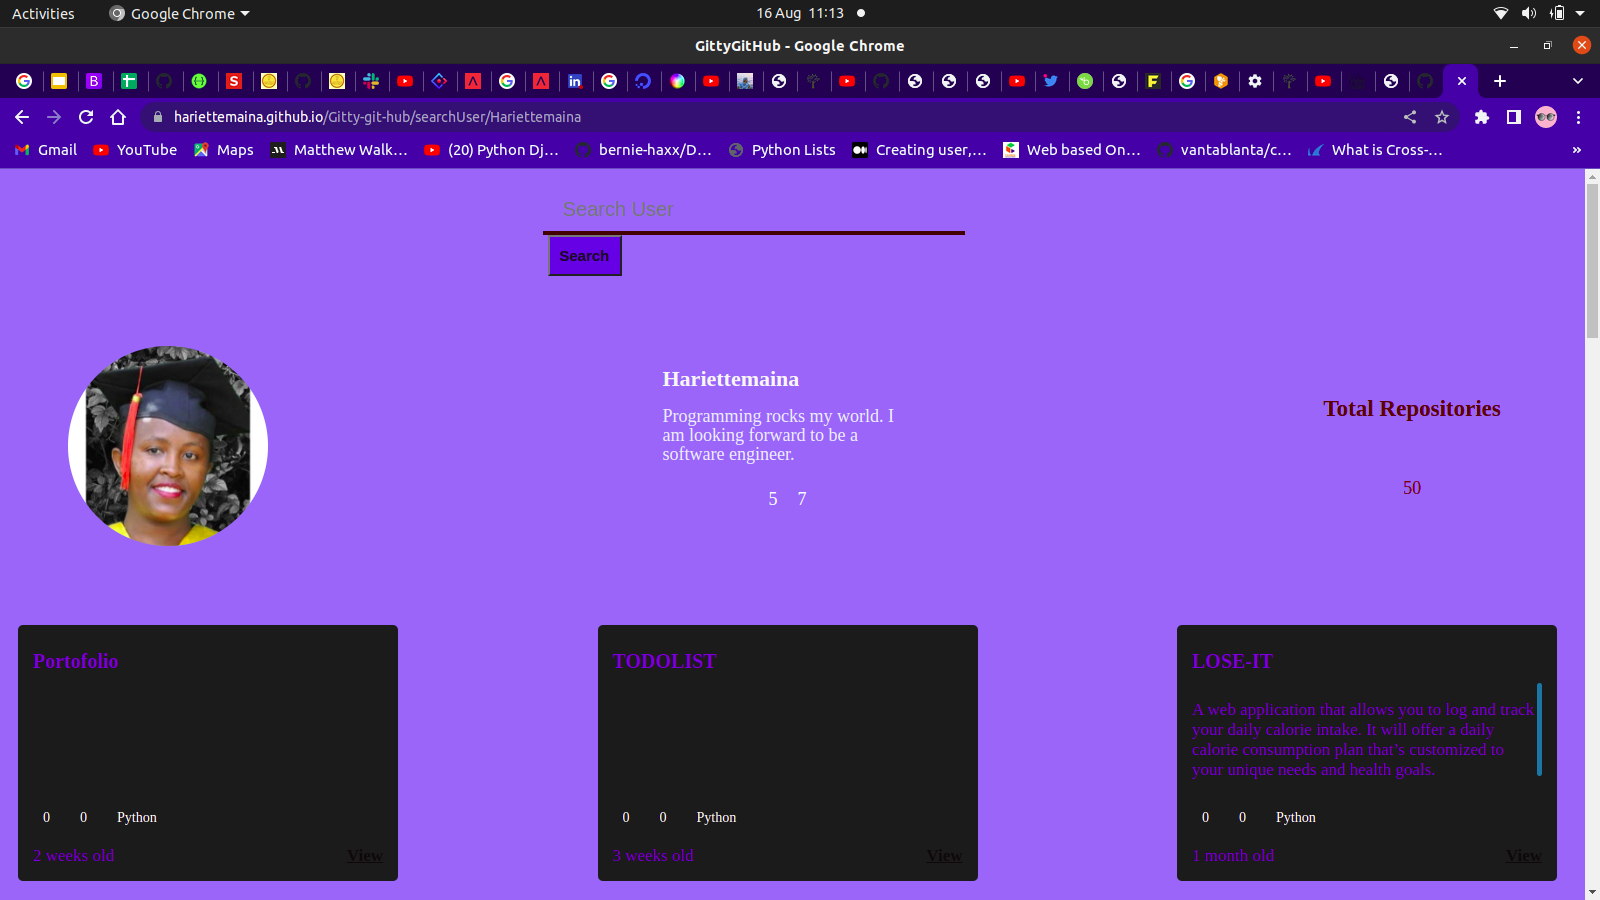 Activities
Google Chrome
16 Aug 11:13
GittyGitHub - Google Chrome
hariettemaina.github.io/Gitty-git-hub/searchUser/Hariettemaina
Gmail
YouTube
Maps
Matthew Walk…
(20) Python Dj…
bernie-haxx/D…
Python Lists
Creating user,…
Web based On…
vantablanta/c…
What is Cross-…
»
Search User
Search
Hariettemaina
Programming rocks my world. I
am looking forward to be a
software engineer.
5 7
Total Repositories
50
Portofolio
0 0 Python
2 weeks old
View
TODOLIST
0 0 Python
3 weeks old
View
LOSE-IT
A web application that allows you to log and track
your daily calorie intake. It will offer a daily
calorie consumption plan that’s customized to
your unique needs and health goals.
0 0 Python
1 month old
View